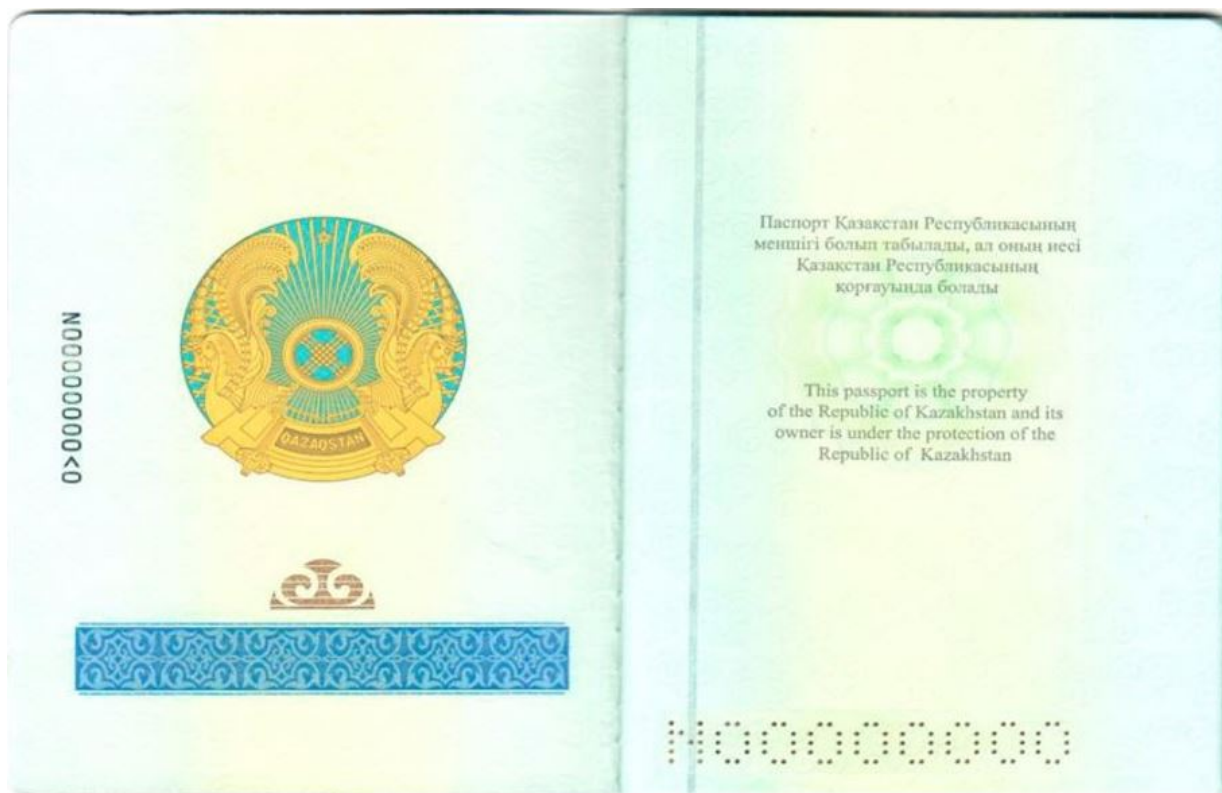 N00000000<0
QAZAQSTAN
Паспорт Қазақстан Республикасының
меншігі болып табылады, ал оның иесі
Қазақстан Республикасының
қорғауында болады
This passport is the property
of the Republic of Kazakhstan and its
owner is under the protection of the
Republic of Kazakhstan
N00000000